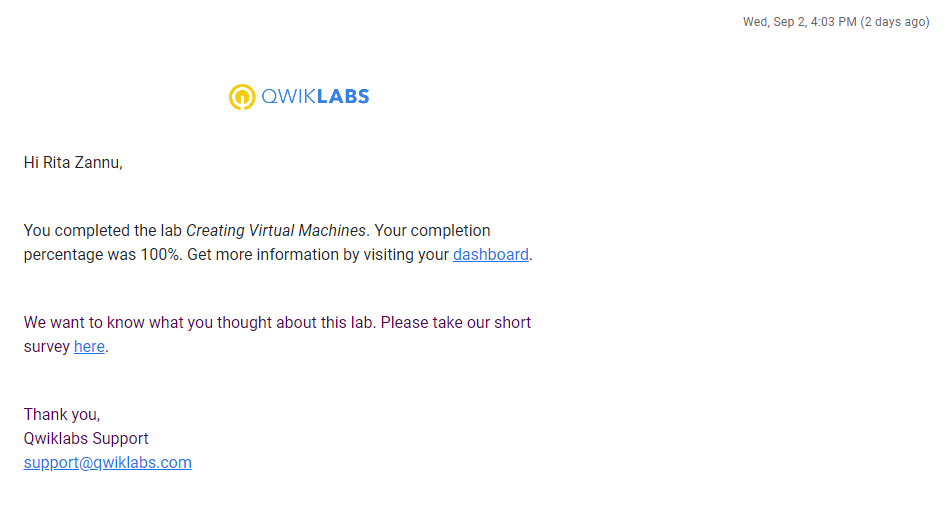 Wed, Sep 2, 4:03 PM (2 days ago)
QWIKLABS
Hi Rita Zannu,
You completed the lab Creating Virtual Machines. Your completion
percentage was 100%. Get more information by visiting your dashboard.
We want to know what you thought about this lab. Please take our short
survey here.
Thank you,
Qwiklabs Support
support@qwiklabs.com